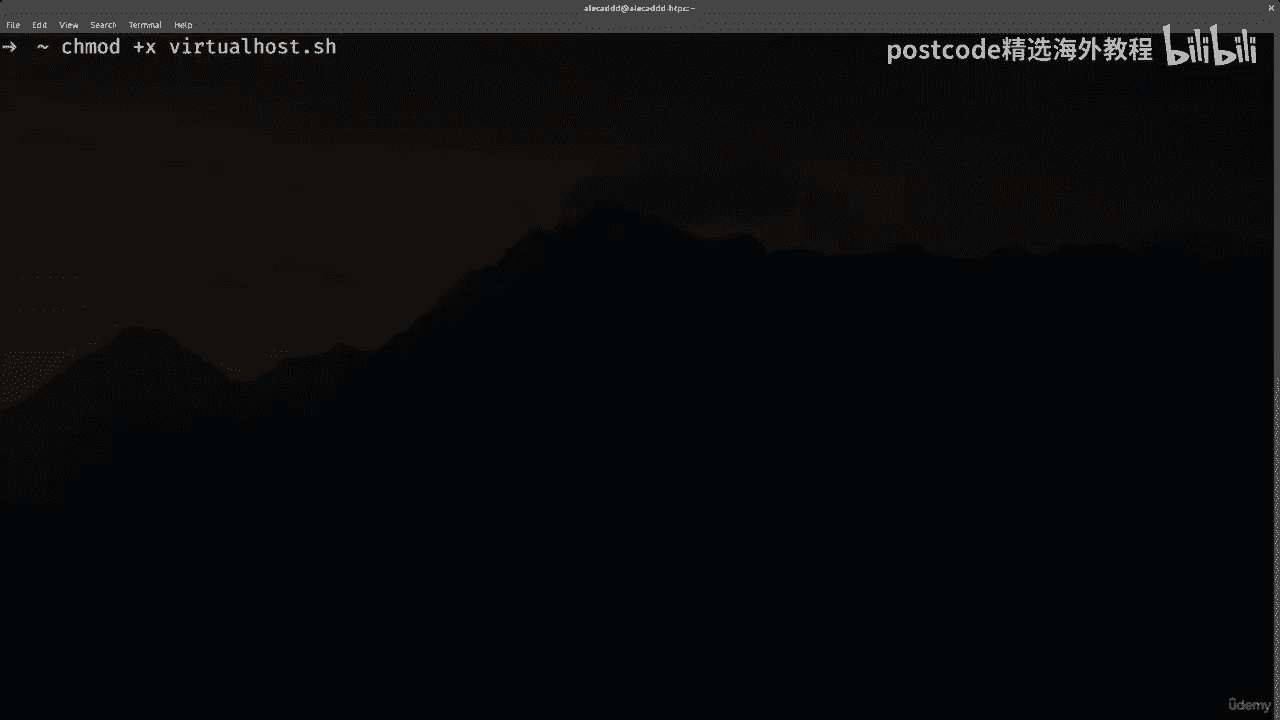 alecaddd@alecaddd-htpc: ~
File Edit View Search Terminal Help
→ ~ chmod +x virtualhost.sh
postcode精选海外教程 bilibili
ûdemy